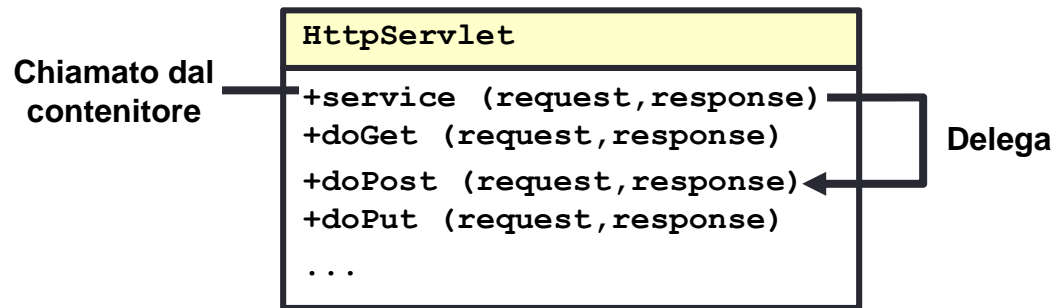 HttpServlet
Chiamato dal
contenitore
+service (request,response)
+doGet (request,response)
+doPost (request,response)
+doPut (request,response)
...
Delega